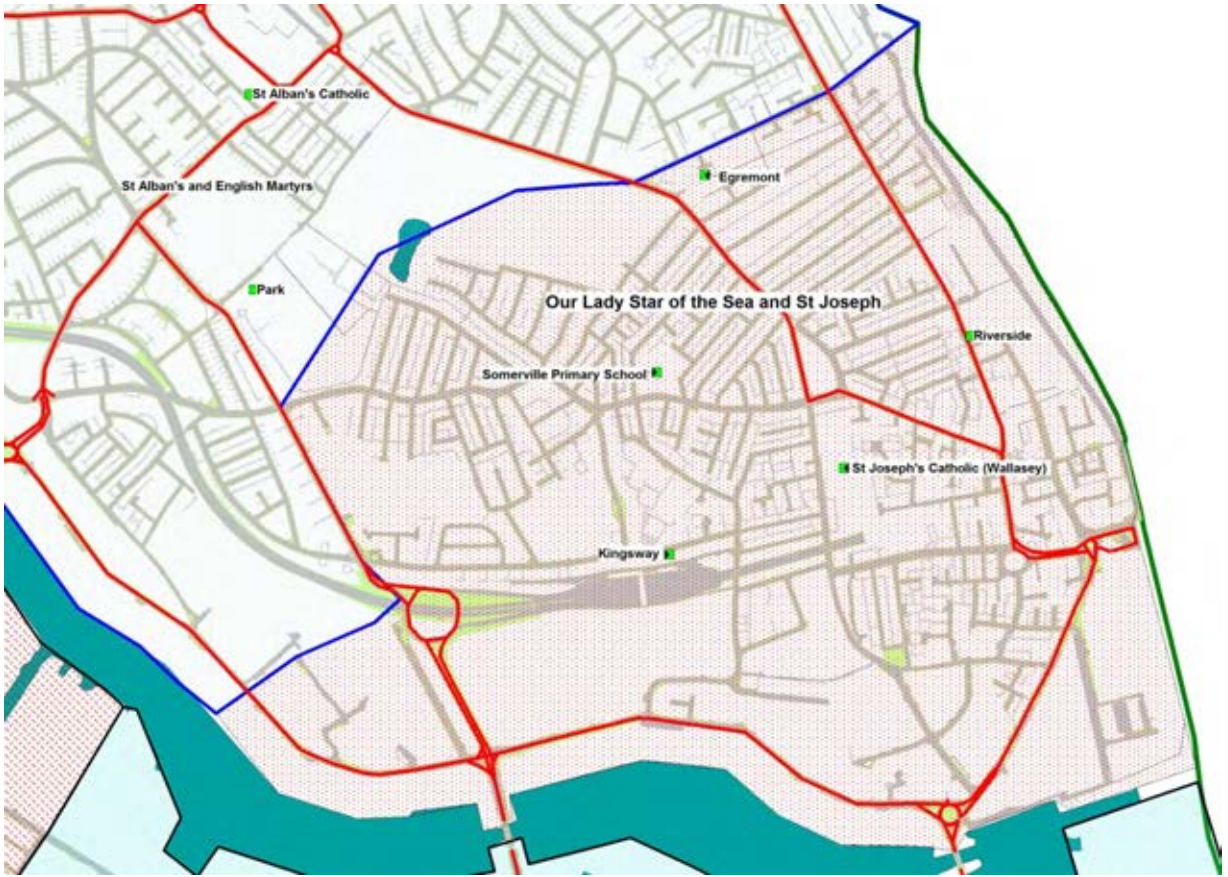 St Alban's Catholic
Egremont
St Alban's and English Martyrs
Park
Our Lady Star of the Sea and St Joseph
Riverside
Somerville Primary School
St Joseph's Catholic (Wallasey)
Kingsway